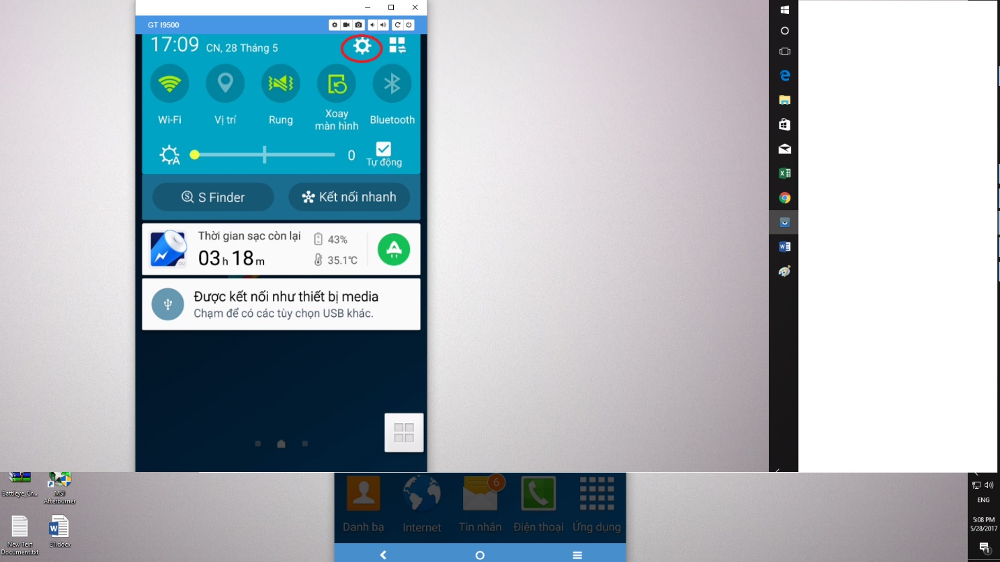 GT I9500
17:09 CN, 28 Tháng 5
Wi-Fi
Vị trí
Rung
Xoay
màn hình
Bluetooth
A
0
Tự động
S Finder
Kết nối nhanh
Thời gian sạc còn lại
43%
03 h 18 m
35.1°C
Được kết nối như thiết bị media
Chạm để có các tùy chọn USB khác.
Battleye_Cr...
MSI
Afterburner
6
Danh bạ
Internet
Tin nhắn
Điện thoại
Ứng dụng
New Text
Document.txt
21.docx
ENG
5:08 PM
5/28/2017
1